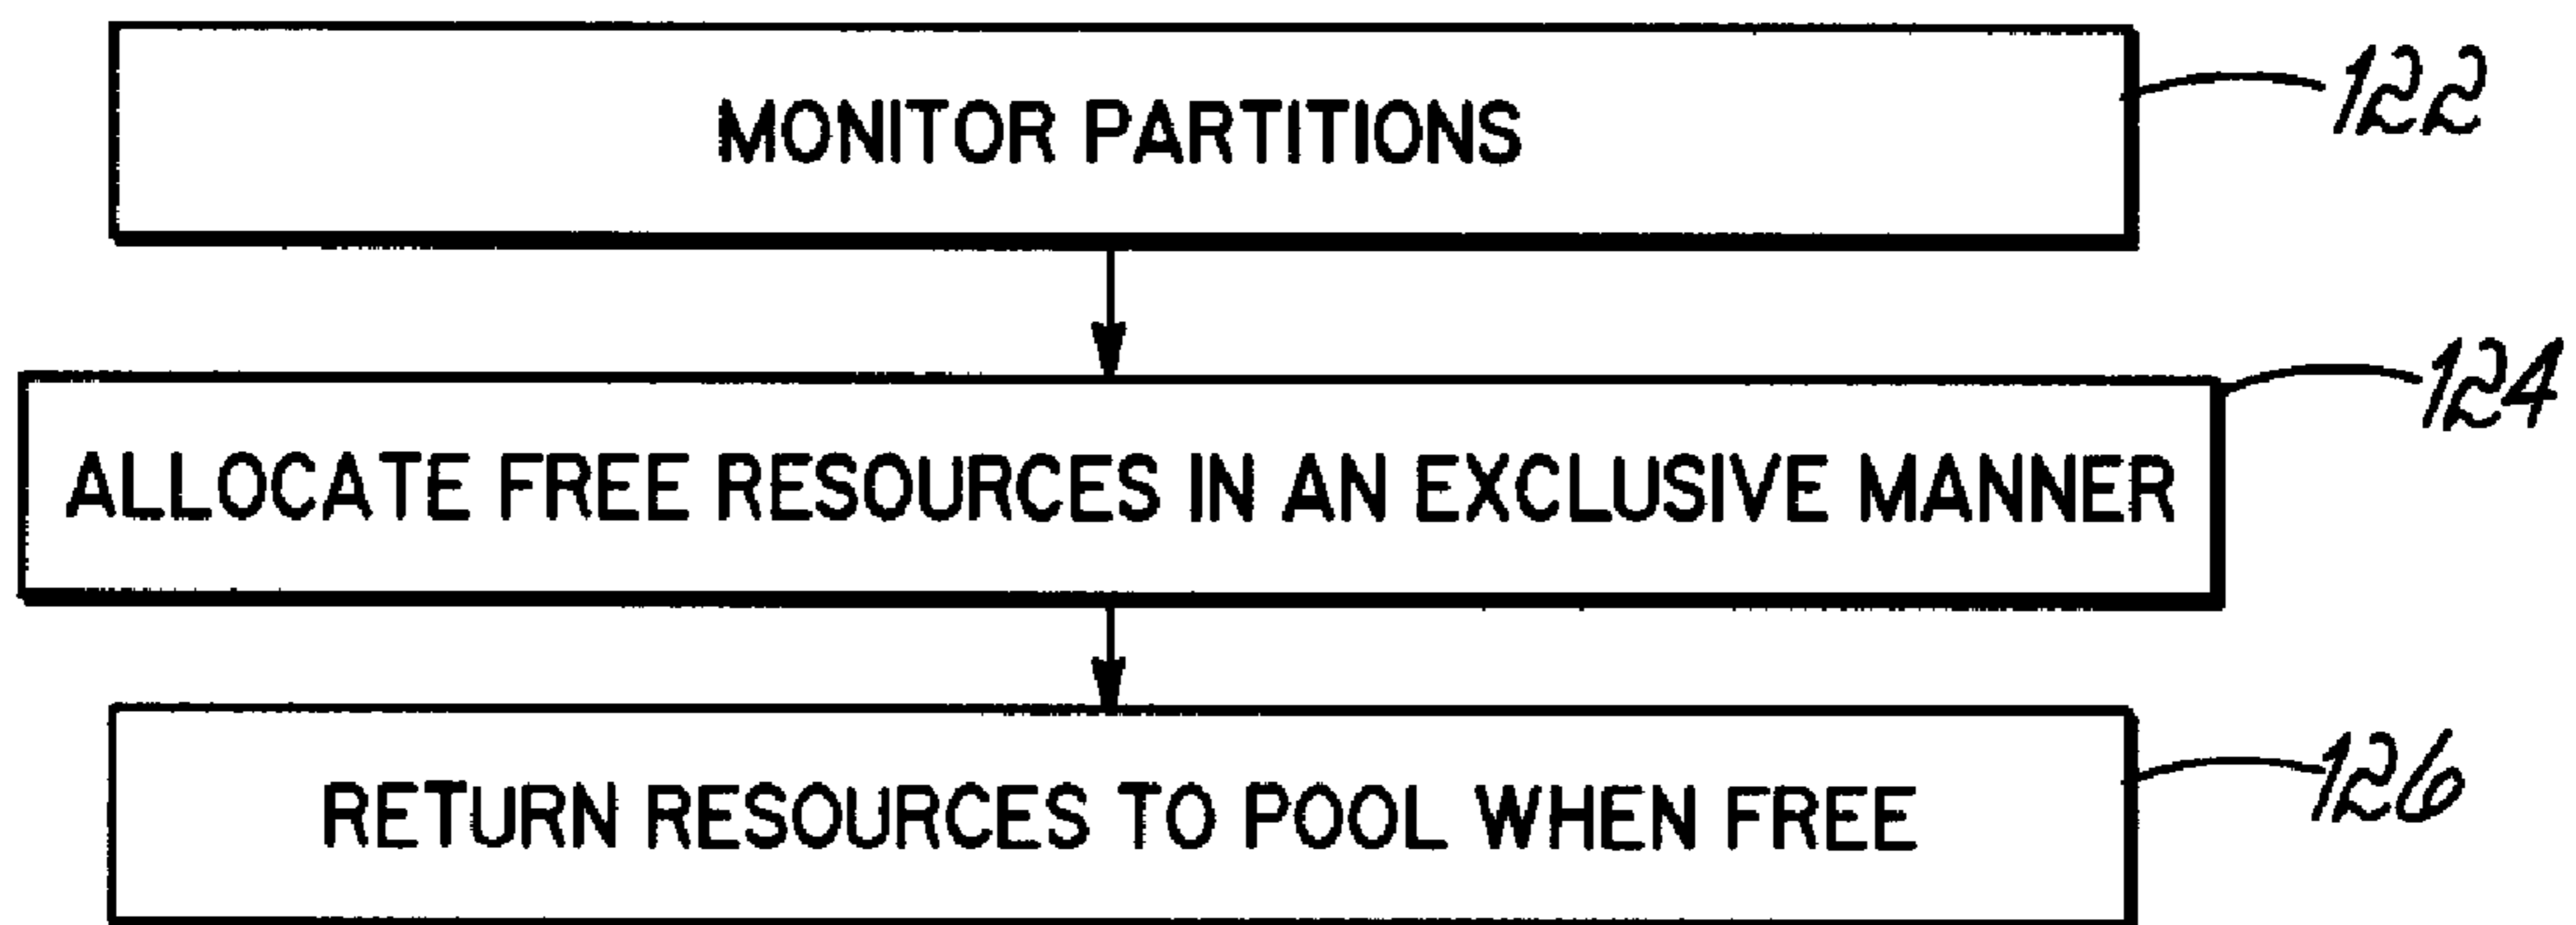 MONITOR PARTITIONS
122
ALLOCATE FREE RESOURCES IN AN EXCLUSIVE MANNER
124
RETURN RESOURCES TO POOL WHEN FREE
126